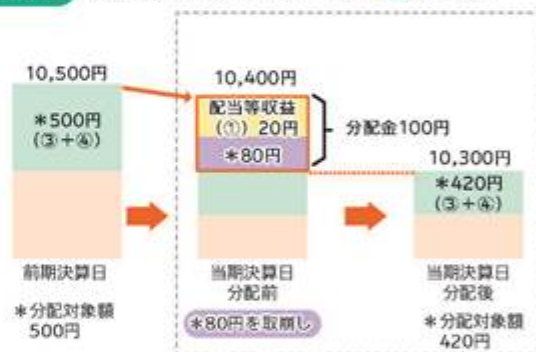 10,500円
*500円
(③+④)
前期決算日
*分配対象額
500円
10,400円
配当等収益
(①) 20円
*80円
分配金100円
当期決算日
分配前
*80円を取崩し
10,300円
*420円
(③+④)
当期決算日
分配後
*分配対象額
420円